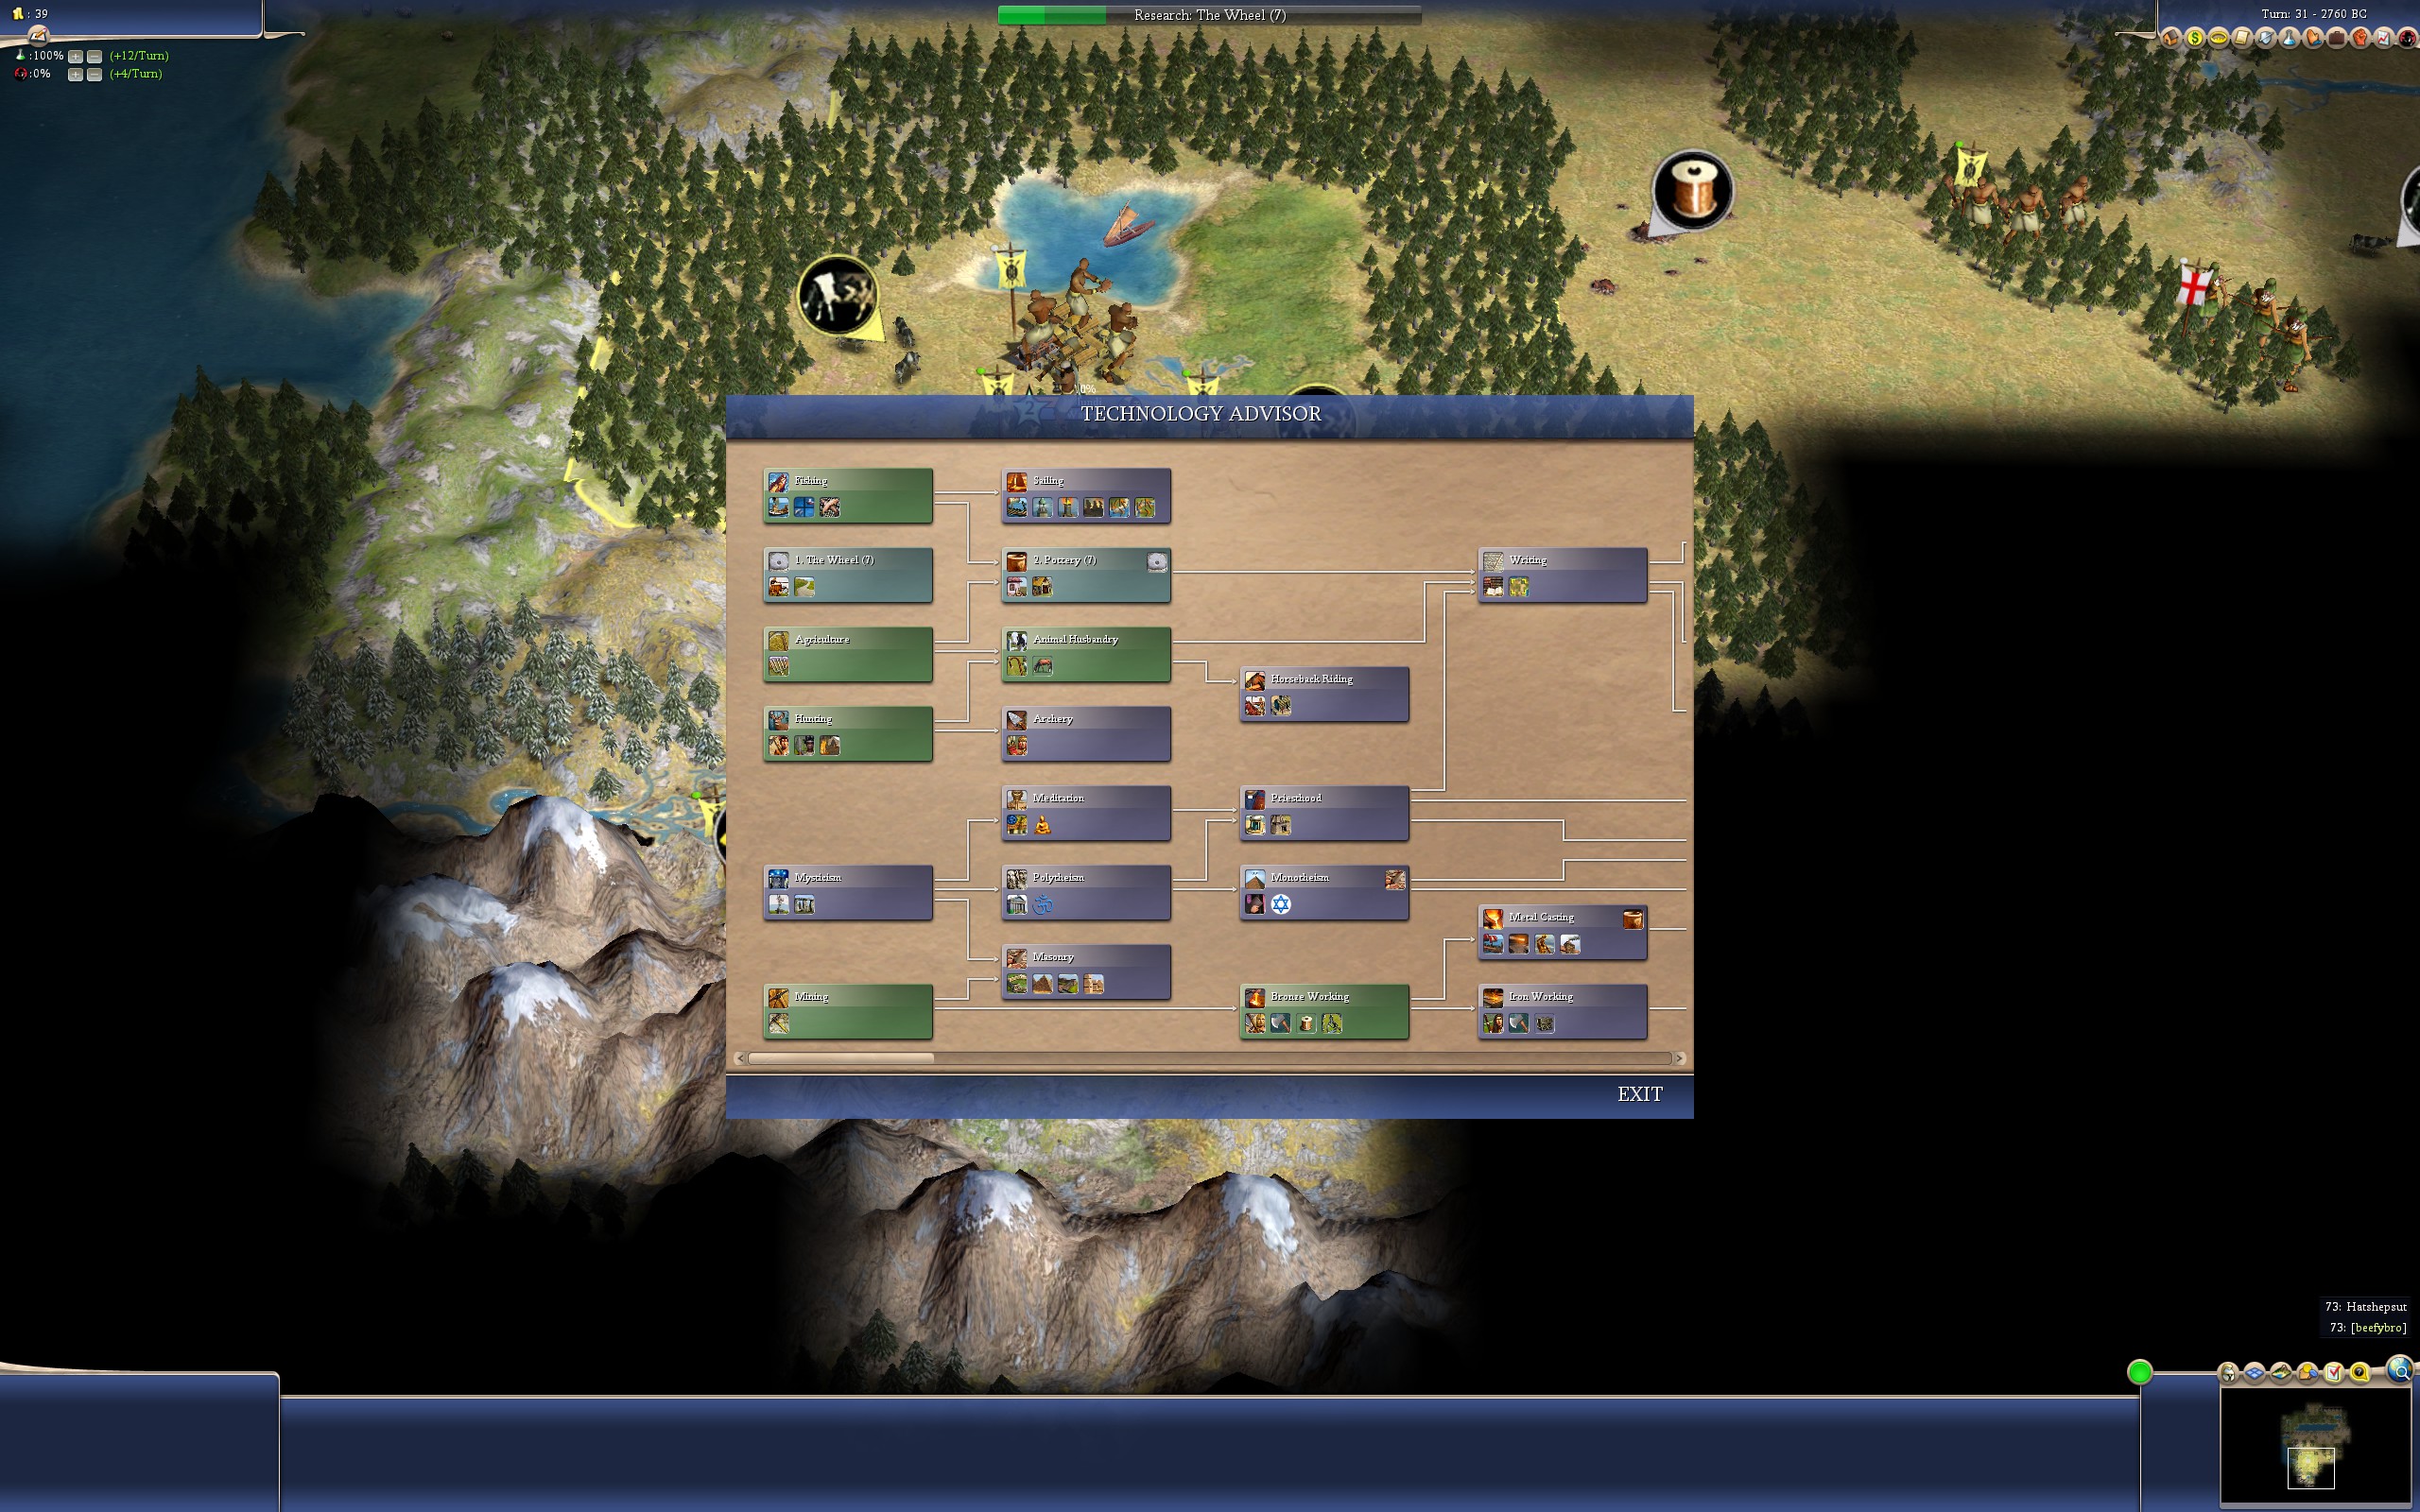 : 39
Research: The Wheel (7)
Turn: 31 - 2760 BC
:100% (+12/Turn)
:0% (+4/Turn)
TECHNOLOGY ADVISOR
Fishing
Sailing
1. The Wheel (7)
2. Pottery (7)
Writing
Agriculture
Animal Husbandry
Horseback Riding
Hunting
Archery
Meditation
Priesthood
Mysticism
Polytheism
Monotheism
Metal Casting
Masonry
Mining
Bronze Working
Iron Working
EXIT
73: Hatshepsut
73: [beefybro]